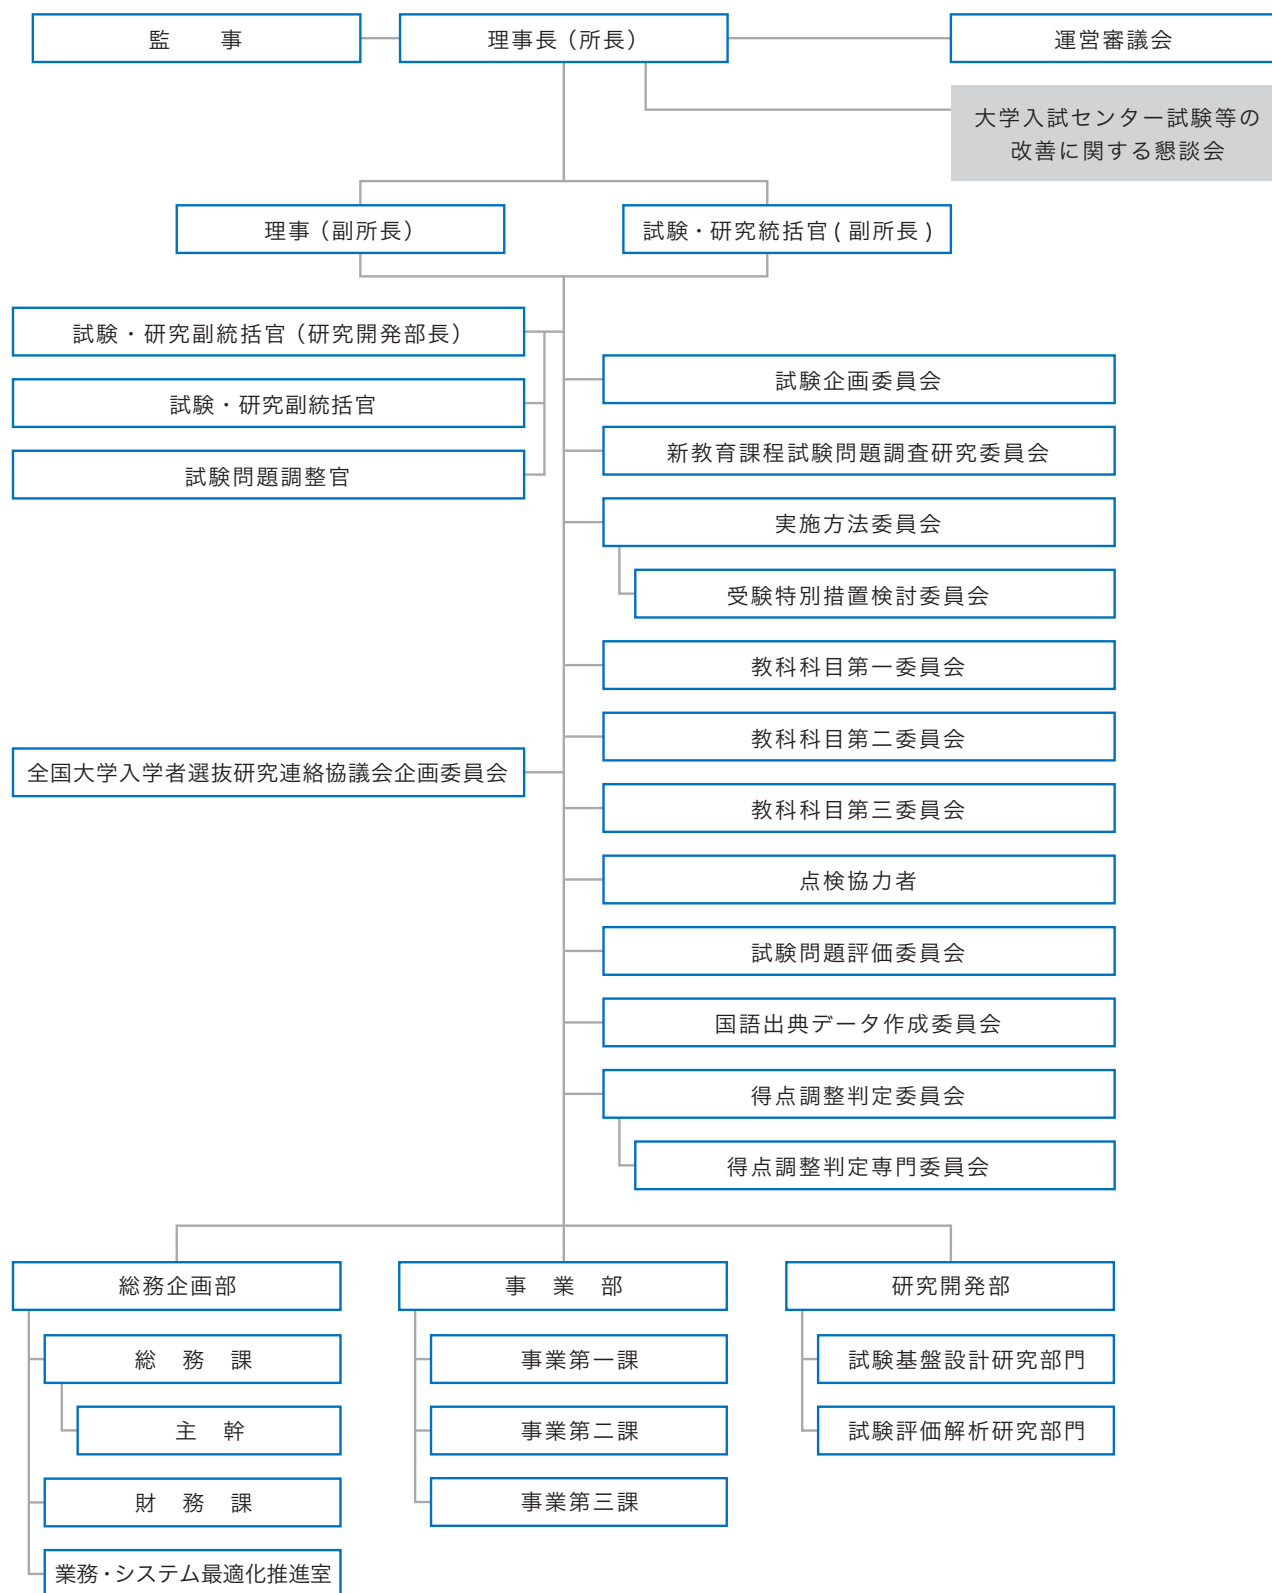 監　事
理事長（所長）
運営審議会
大学入試センター試験等の
改善に関する懇談会
理事（副所長）
試験・研究統括官(副所長)
試験・研究副統括官（研究開発部長）
試験・研究副統括官
試験問題調整官
試験企画委員会
新教育課程試験問題調査研究委員会
実施方法委員会
受験特別措置検討委員会
教科科目第一委員会
教科科目第二委員会
全国大学入学者選抜研究連絡協議会企画委員会
教科科目第三委員会
点検協力者
試験問題評価委員会
国語出典データ作成委員会
得点調整判定委員会
得点調整判定専門委員会
総務企画部
総　務　課
主　幹
財　務　課
業務・システム最適化推進室
事　業　部
事業第一課
事業第二課
事業第三課
研究開発部
試験基盤設計研究部門
試験評価解析研究部門